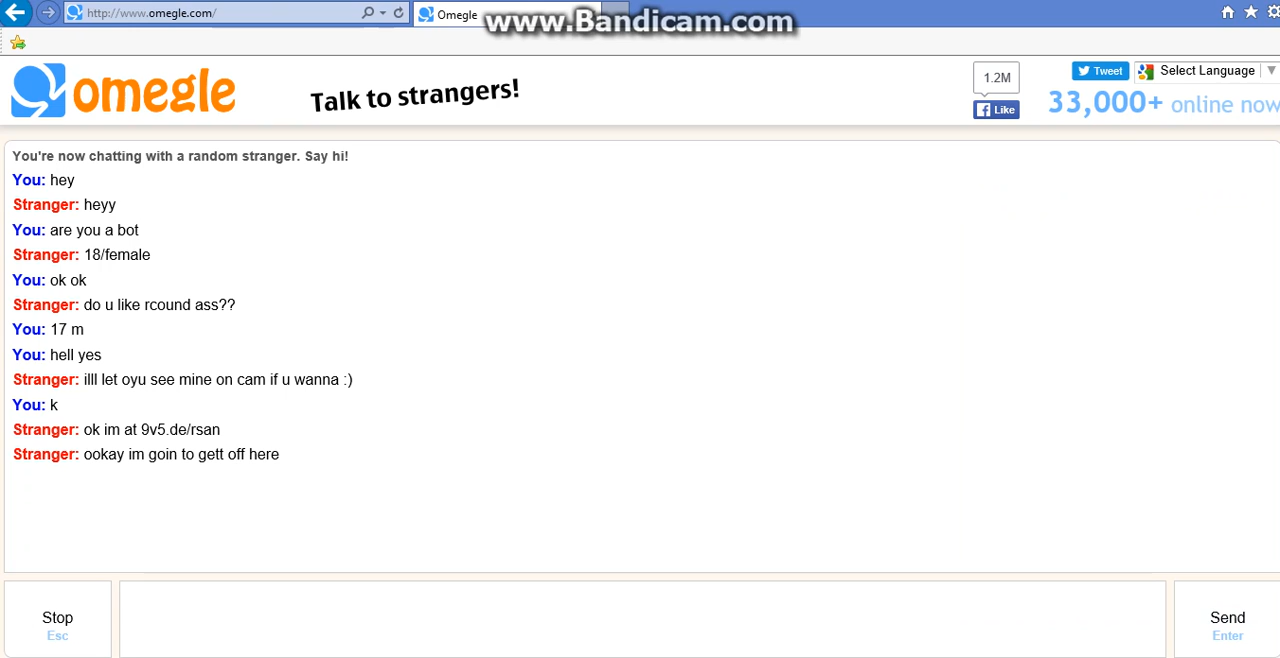 http://www.omegle.com/
Omegle
www.Bandicam.com
omegle
Talk to strangers!
1.2M
Like
Tweet
Select Language
33,000+ online now
You're now chatting with a random stranger. Say hi!
You: hey
Stranger: heyy
You: are you a bot
Stranger: 18/female
You: ok ok
Stranger: do u like rcound ass??
You: 17 m
You: hell yes
Stranger: illl let oyu see mine on cam if u wanna :)
You: k
Stranger: ok im at 9v5.de/rsan
Stranger: ookay im goin to gett off here
Stop
Esc
Send
Enter